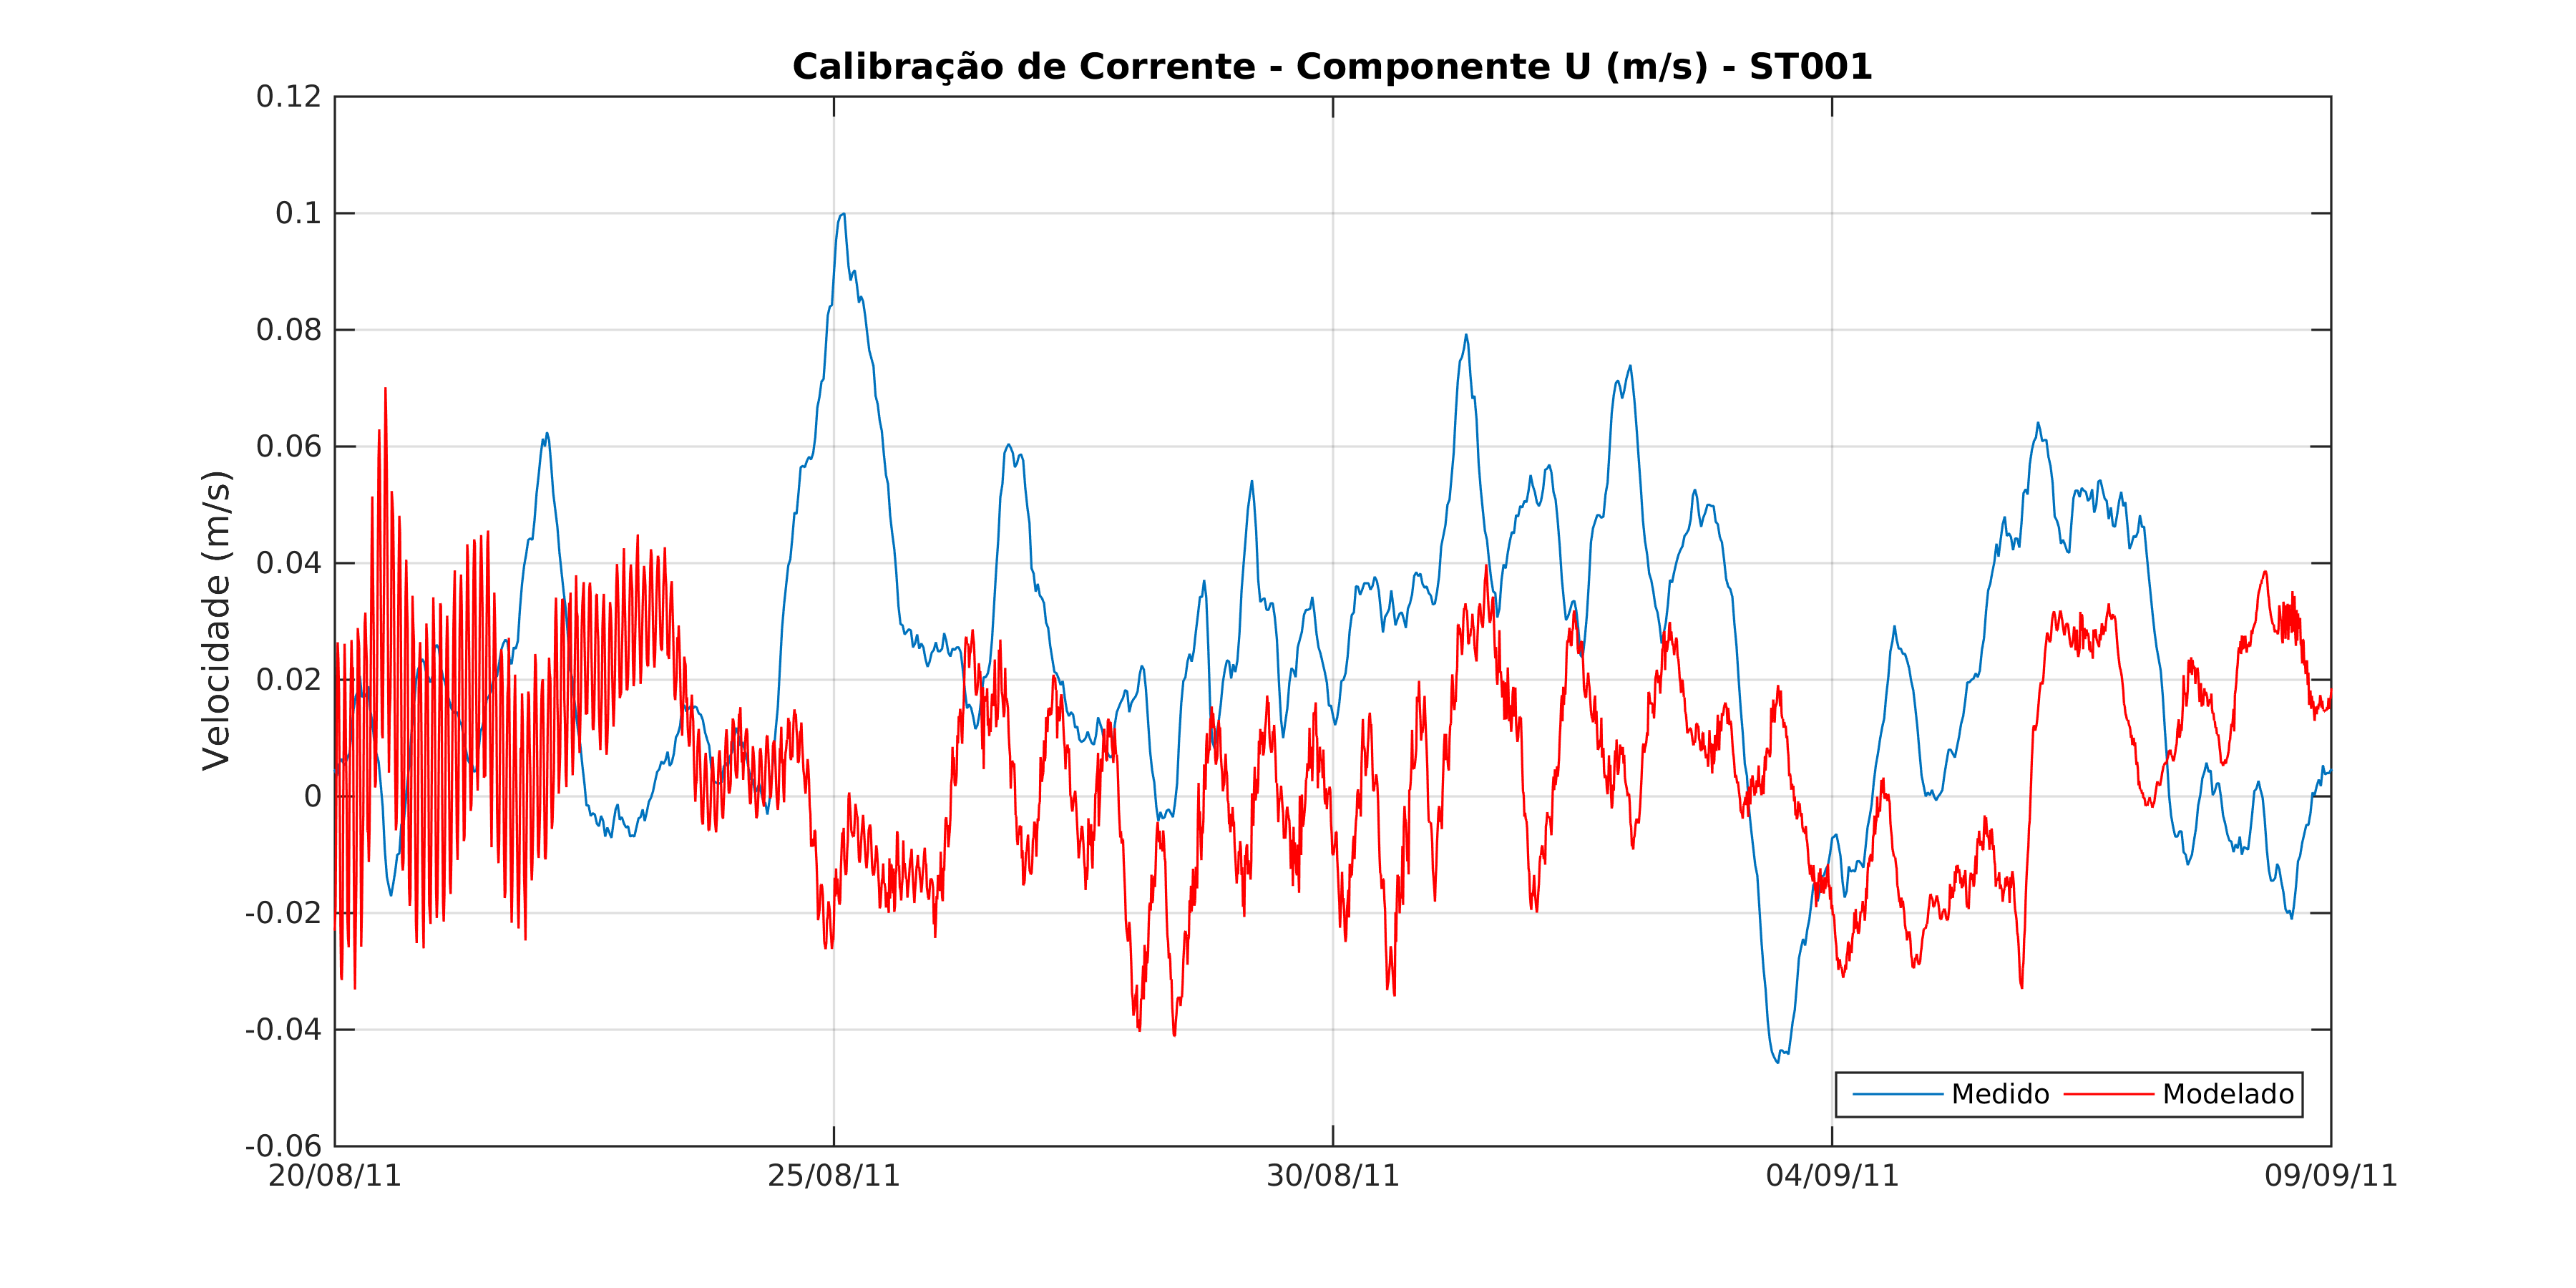 Calibração de Corrente - Componente U (m/s) - ST001
0.12
0.1
0.08
0.06
0.04
0.02
0
-0.02
-0.04
-0.06
Velocidade (m/s)
20/08/11 25/08/11 30/08/11 04/09/11 09/09/11
Medido Modelado